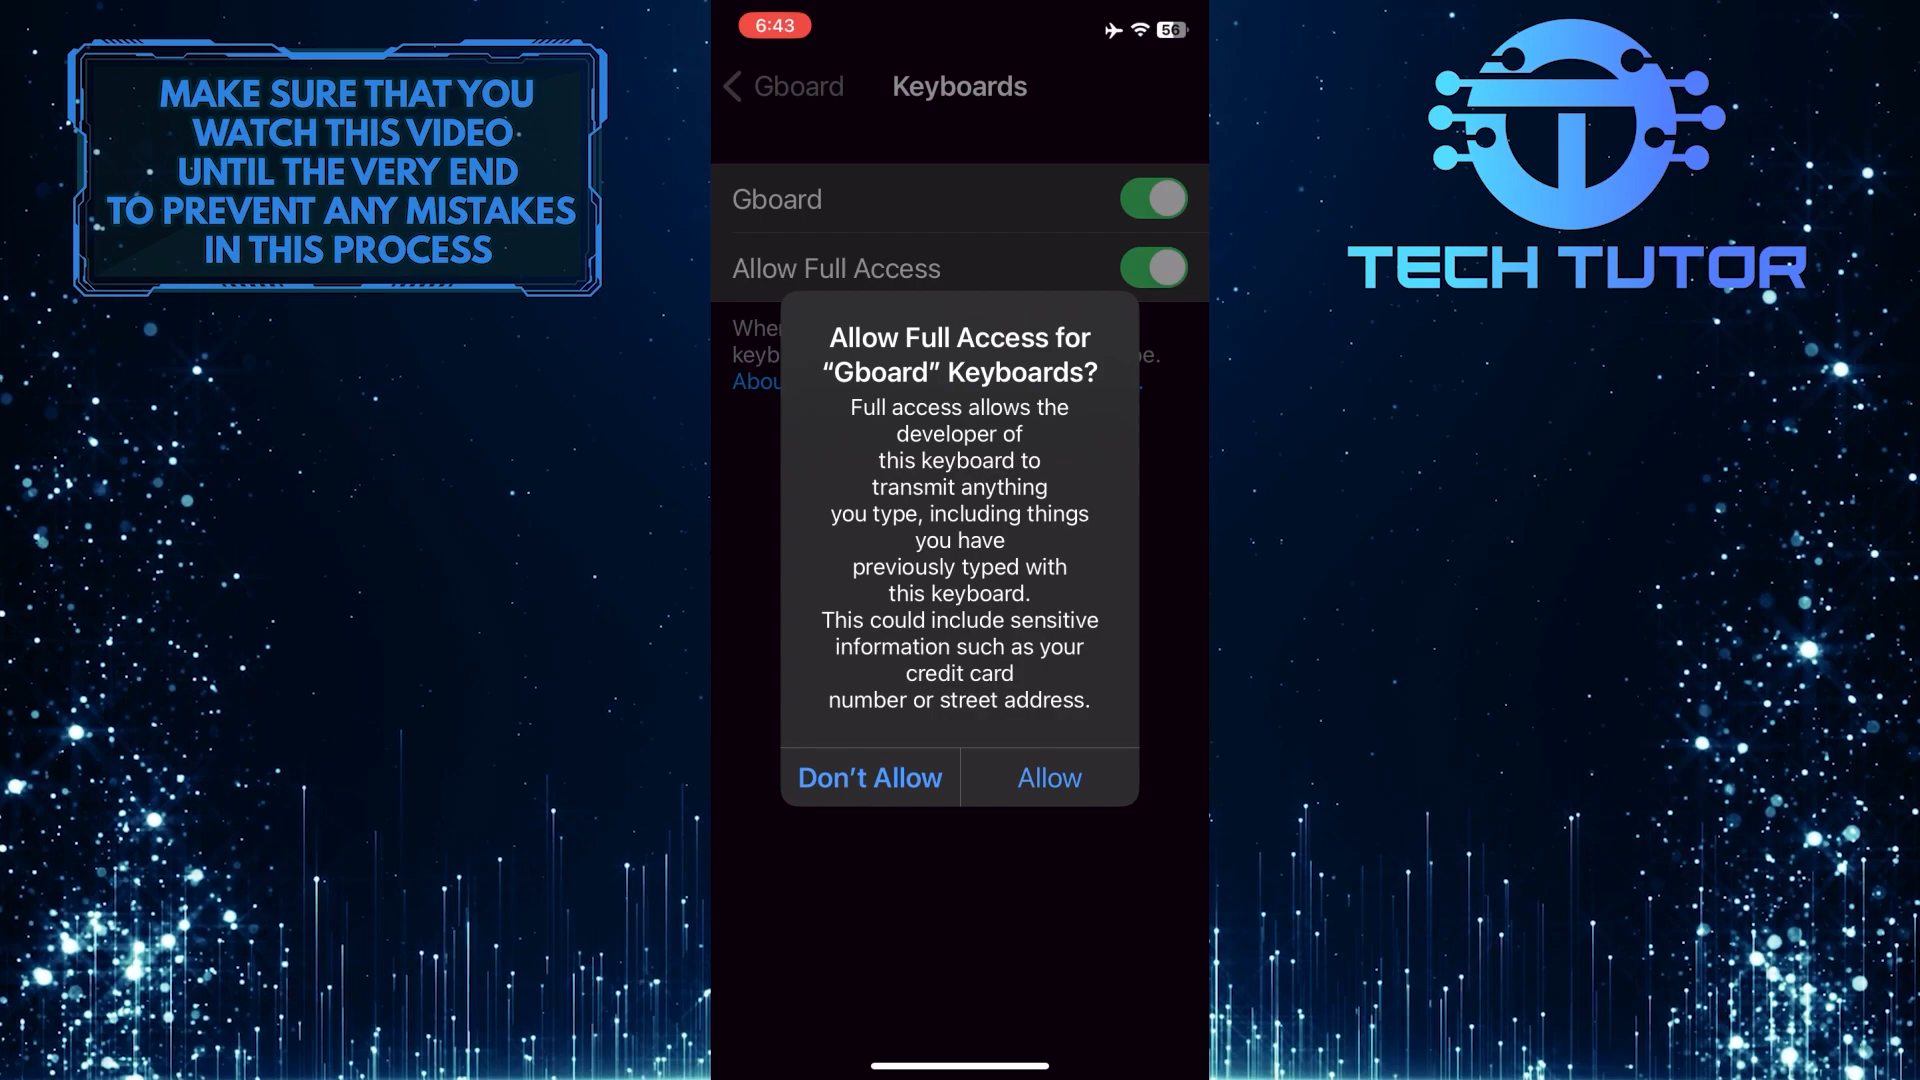 MAKE SURE THAT YOU
WATCH THIS VIDEO
UNTIL THE VERY END
TO PREVENT ANY MISTAKES
IN THIS PROCESS
6:43
56
Gboard
Keyboards
Gboard
Allow Full Access
Allow Full Access for
“Gboard” Keyboards?
Full access allows the
developer of
this keyboard to
transmit anything
you type, including things
you have
previously typed with
this keyboard.
This could include sensitive
information such as your
credit card
number or street address.
Don’t Allow
Allow
TECH TUTOR